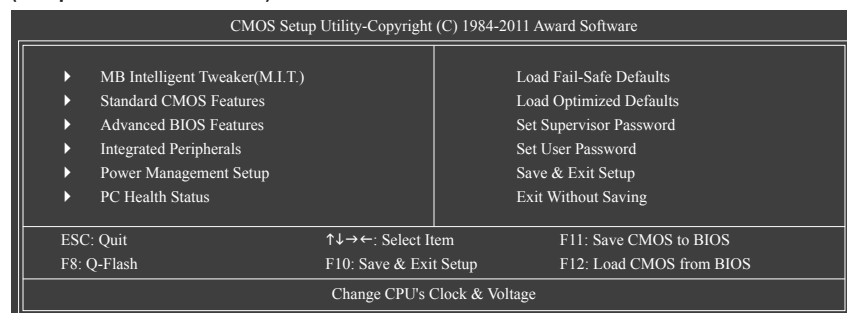 CMOS Setup Utility-Copyright (C) 1984-2011 Award Software
MB Intelligent Tweaker(M.I.T.)
Standard CMOS Features
Advanced BIOS Features
Integrated Peripherals
Power Management Setup
PC Health Status
Load Fail-Safe Defaults
Load Optimized Defaults
Set Supervisor Password
Set User Password
Save & Exit Setup
Exit Without Saving
ESC: Quit ↑↓→←: Select Item F11: Save CMOS to BIOS
F8: Q-Flash F10: Save & Exit Setup F12: Load CMOS from BIOS
Change CPU's Clock & Voltage